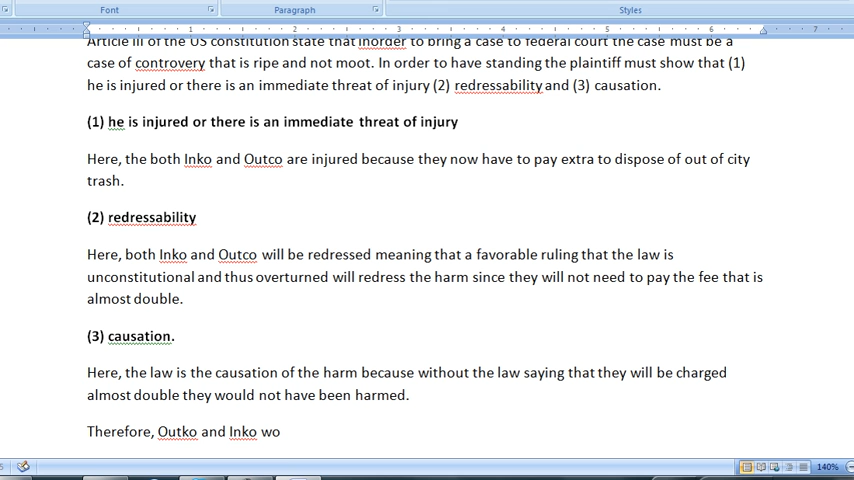 Font Paragraph Styles
1 2 3 4 5 6 7
Article III of the US constitution state that inorder to bring a case to federal court the case must be a
case of controvery that is ripe and not moot. In order to have standing the plaintiff must show that (1)
he is injured or there is an immediate threat of injury (2) redressability and (3) causation.
(1) he is injured or there is an immediate threat of injury
Here, the both Inko and Outco are injured because they now have to pay extra to dispose of out of city
trash.
(2) redressability
Here, both Inko and Outco will be redressed meaning that a favorable ruling that the law is
unconstitutional and thus overturned will redress the harm since they will not need to pay the fee that is
almost double.
(3) causation.
Here, the law is the causation of the harm because without the law saying that they will be charged
almost double they would not have been harmed.
Therefore, Outko and Inko wo
140%